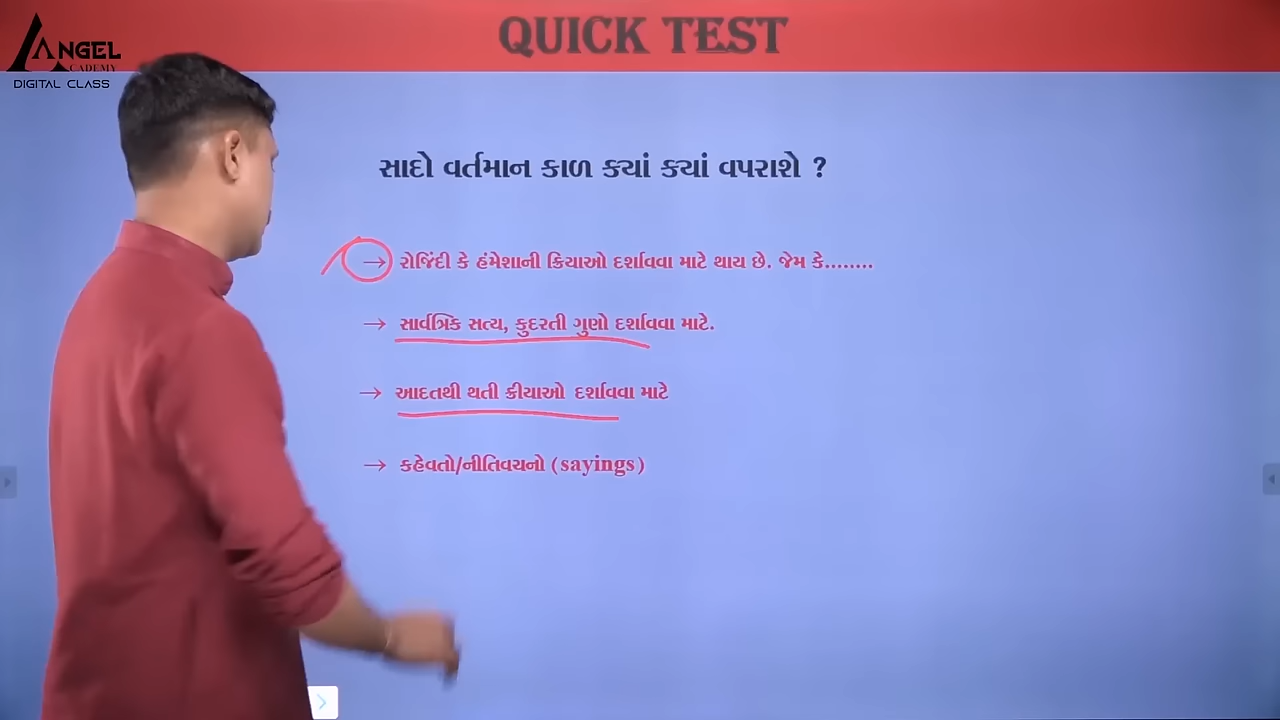 QUICK TEST
ANGEL
ACADEMY
DIGITAL CLASS
સાદો વર્તમાન કાળ ક્યાં ક્યાં વપરાશે ?
→ રોજિંદી કે હંમેશાની ક્રિયાઓ દર્શાવવા માટે થાય છે. જેમ કે........
→ સાર્વત્રિક સત્ય, કુદરતી ગુણો દર્શાવવા માટે.
→ આદતથી થતી ક્રીયાઓ દર્શાવવા માટે
→ કહેવતો/નીતિવચનો (sayings)